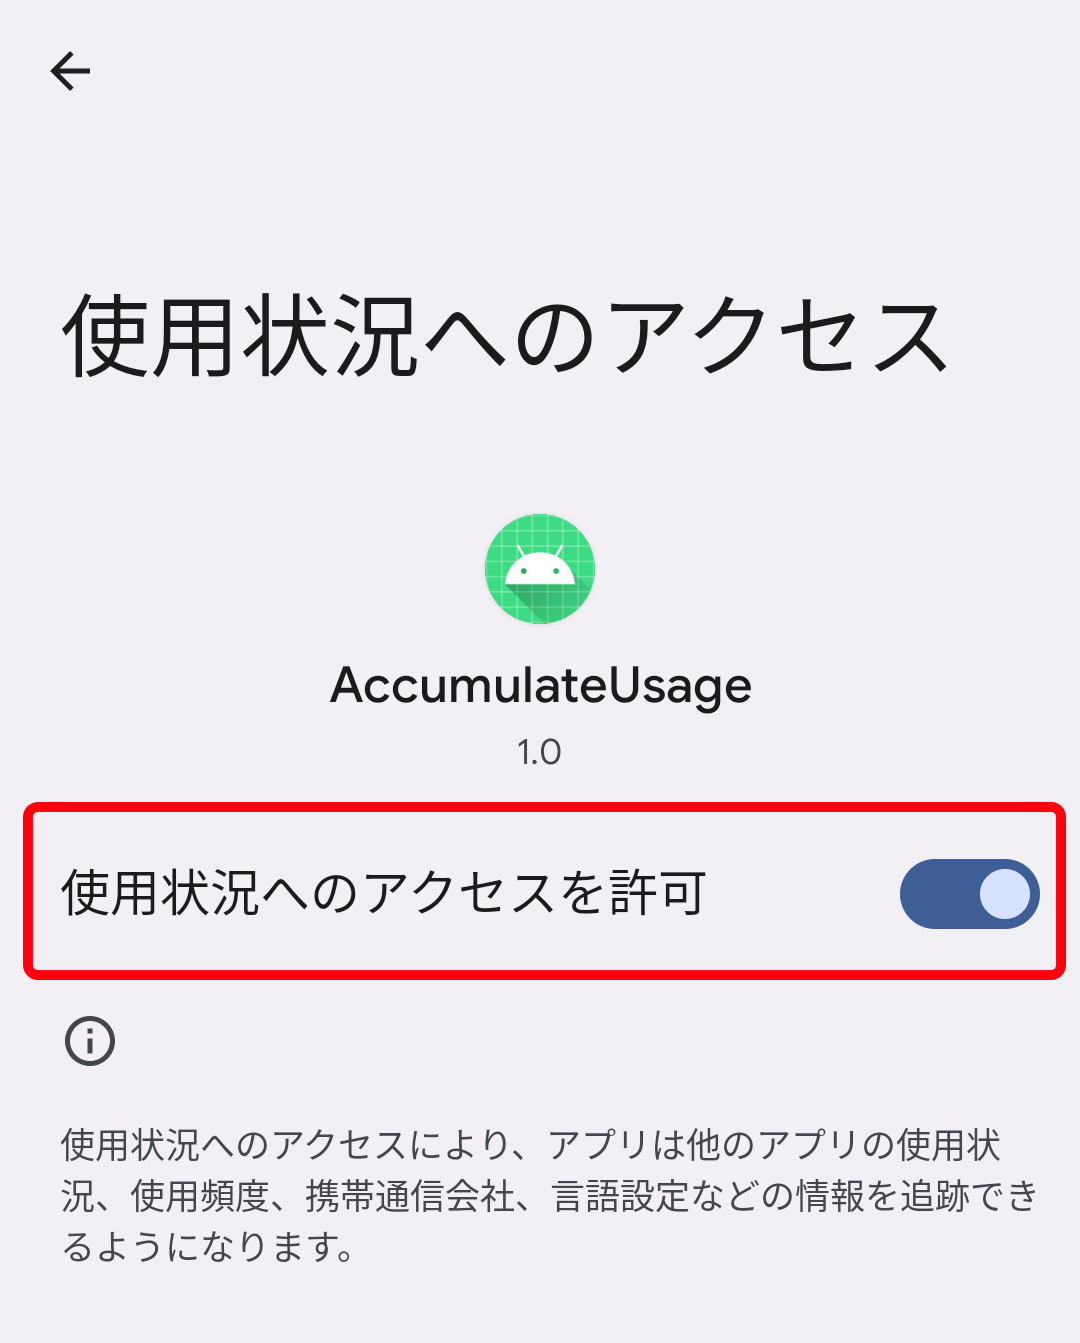 使用状況へのアクセス
AccumulateUsage
1.0
使用状況へのアクセスを許可
使用状況へのアクセスにより、アプリは他のアプリの使用状
況、使用頻度、携帯通信会社、言語設定などの情報を追跡でき
るようになります。